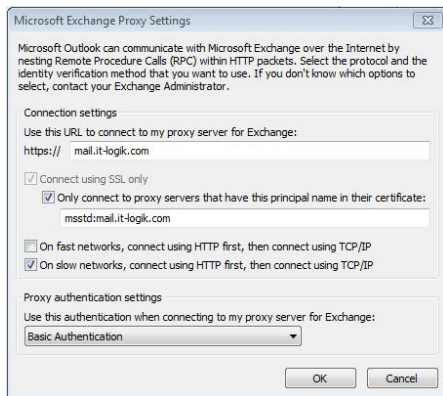 Microsoft Exchange Proxy Settings
Microsoft Outlook can communicate with Microsoft Exchange over the Internet by
nesting Remote Procedure Calls (RPC) within HTTP packets. Select the protocol and the
identity verification method that you want to use. If you don't know which options to
select, contact your Exchange Administrator.
Connection settings
Use this URL to connect to my proxy server for Exchange:
https:// mail.it-logik.com
Connect using SSL only
Only connect to proxy servers that have this principal name in their certificate:
msstd:mail.it-logik.com
On fast networks, connect using HTTP first, then connect using TCP/IP
On slow networks, connect using HTTP first, then connect using TCP/IP
Proxy authentication settings
Use this authentication when connecting to my proxy server for Exchange:
Basic Authentication
OK Cancel